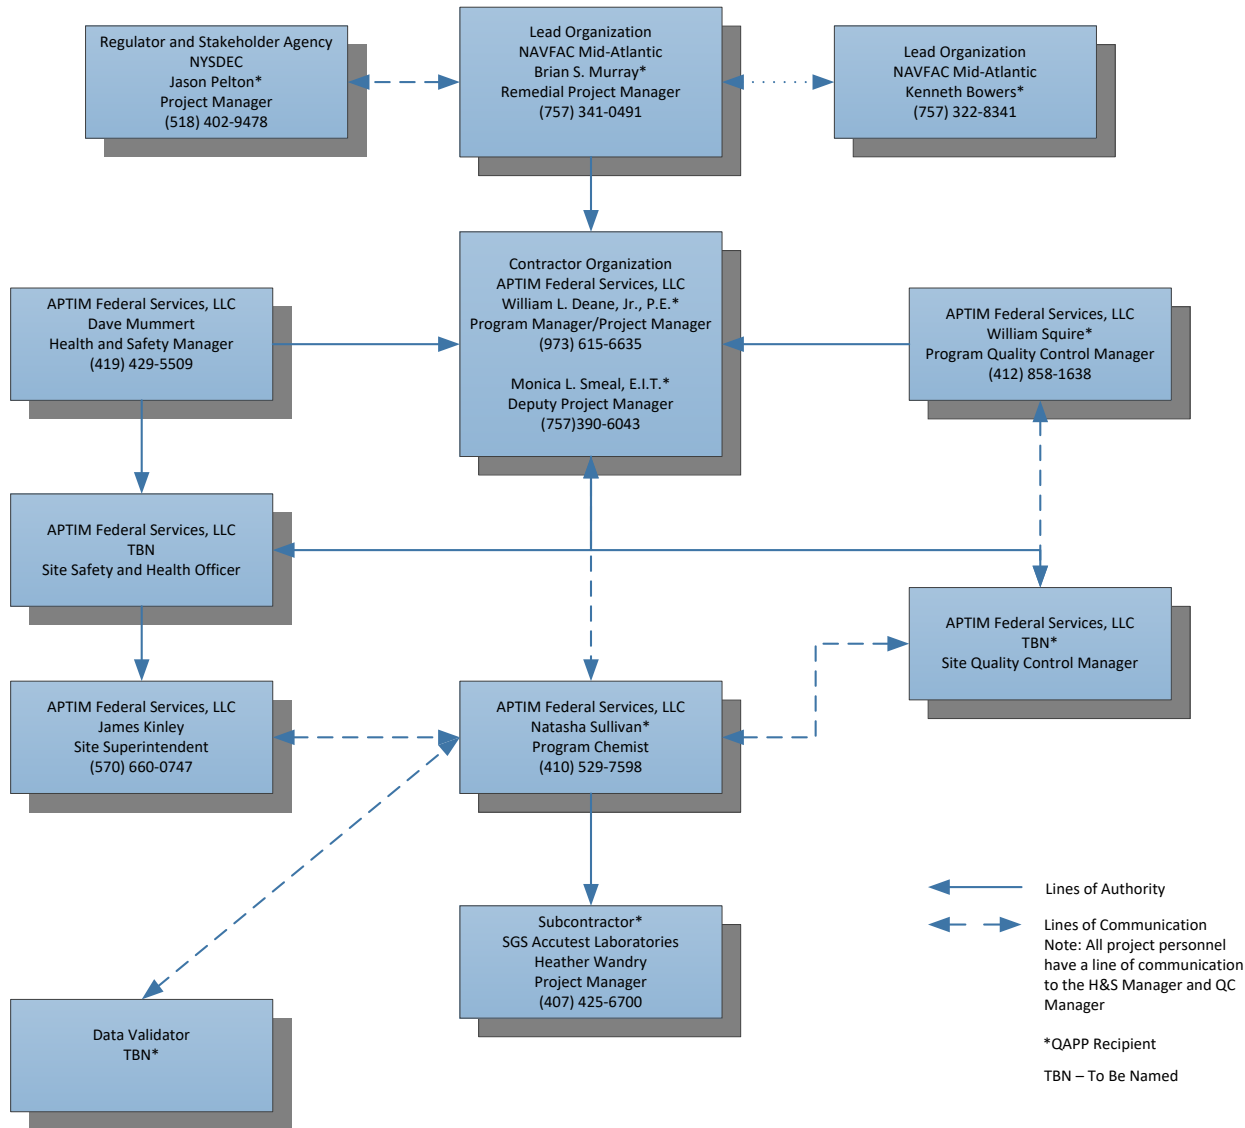 Regulator and Stakeholder Agency
NYSDEC
Jason Pelton*
Project Manager
(518) 402-9478
Lead Organization
NAVFAC Mid-Atlantic
Brian S. Murray*
Remedial Project Manager
(757) 341-0491
Lead Organization
NAVFAC Mid-Atlantic
Kenneth Bowers*
(757) 322-8341
Contractor Organization
APTIM Federal Services, LLC
William L. Deane, Jr., P.E.*
Program Manager/Project Manager
(973) 615-6635
Monica L. Smeal, E.I.T.*
Deputy Project Manager
(757)390-6043
APTIM Federal Services, LLC
Dave Mummert
Health and Safety Manager
(419) 429-5509
APTIM Federal Services, LLC
William Squire*
Program Quality Control Manager
(412) 858-1638
APTIM Federal Services, LLC
TBN
Site Safety and Health Officer
APTIM Federal Services, LLC
TBN*
Site Quality Control Manager
APTIM Federal Services, LLC
James Kinley
Site Superintendent
(570) 660-0747
APTIM Federal Services, LLC
Natasha Sullivan*
Program Chemist
(410) 529-7598
Subcontractor*
SGS Accutest Laboratories
Heather Wandry
Project Manager
(407) 425-6700
Data Validator
TBN*
Lines of Authority
Lines of Communication
Note: All project personnel
have a line of communication
to the H&S Manager and QC
Manager
*QAPP Recipient
TBN – To Be Named